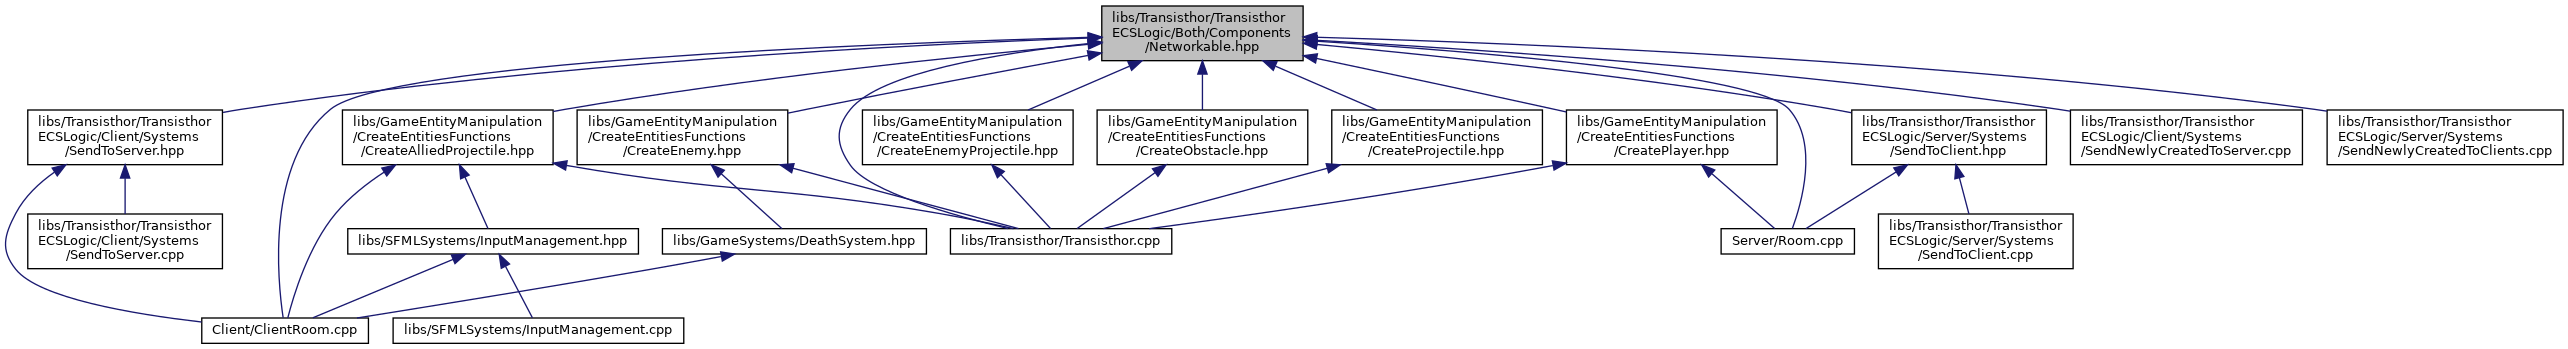 libs/Transisthor/Transisthor
ECSLogic/Both/Components
/Networkable.hpp
libs/Transisthor/Transisthor
ECSLogic/Client/Systems
/SendToServer.hpp
libs/GameEntityManipulation
/CreateEntitiesFunctions
/CreateAlliedProjectile.hpp
libs/GameEntityManipulation
/CreateEntitiesFunctions
/CreateEnemy.hpp
libs/GameEntityManipulation
/CreateEntitiesFunctions
/CreateEnemyProjectile.hpp
libs/GameEntityManipulation
/CreateEntitiesFunctions
/CreateObstacle.hpp
libs/GameEntityManipulation
/CreateEntitiesFunctions
/CreateProjectile.hpp
libs/GameEntityManipulation
/CreateEntitiesFunctions
/CreatePlayer.hpp
libs/Transisthor/Transisthor
ECSLogic/Server/Systems
/SendToClient.hpp
libs/Transisthor/Transisthor
ECSLogic/Client/Systems
/SendNewlyCreatedToServer.cpp
libs/Transisthor/Transisthor
ECSLogic/Server/Systems
/SendNewlyCreatedToClients.cpp
libs/Transisthor/Transisthor
ECSLogic/Client/Systems
/SendToServer.cpp
libs/SFMLSystems/InputManagement.hpp
libs/GameSystems/DeathSystem.hpp
libs/Transisthor/Transisthor.cpp
Server/Room.cpp
libs/Transisthor/Transisthor
ECSLogic/Server/Systems
/SendToClient.cpp
Client/ClientRoom.cpp
libs/SFMLSystems/InputManagement.cpp